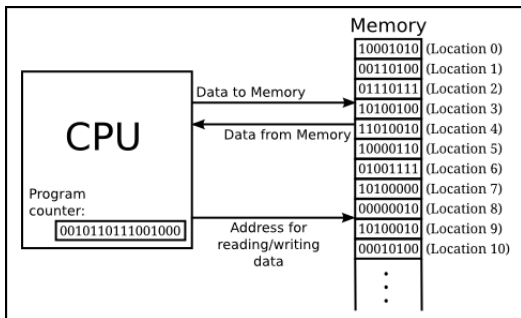 Memory
10001010 (Location 0)
00110100 (Location 1)
01110111 (Location 2)
10100100 (Location 3)
11010010 (Location 4)
10000110 (Location 5)
01001111 (Location 6)
10100000 (Location 7)
00000010 (Location 8)
10100010 (Location 9)
00010100 (Location 10)
CPU
Program
counter:
0010110111001000
Data to Memory
Data from Memory
Address for
reading/writing
data